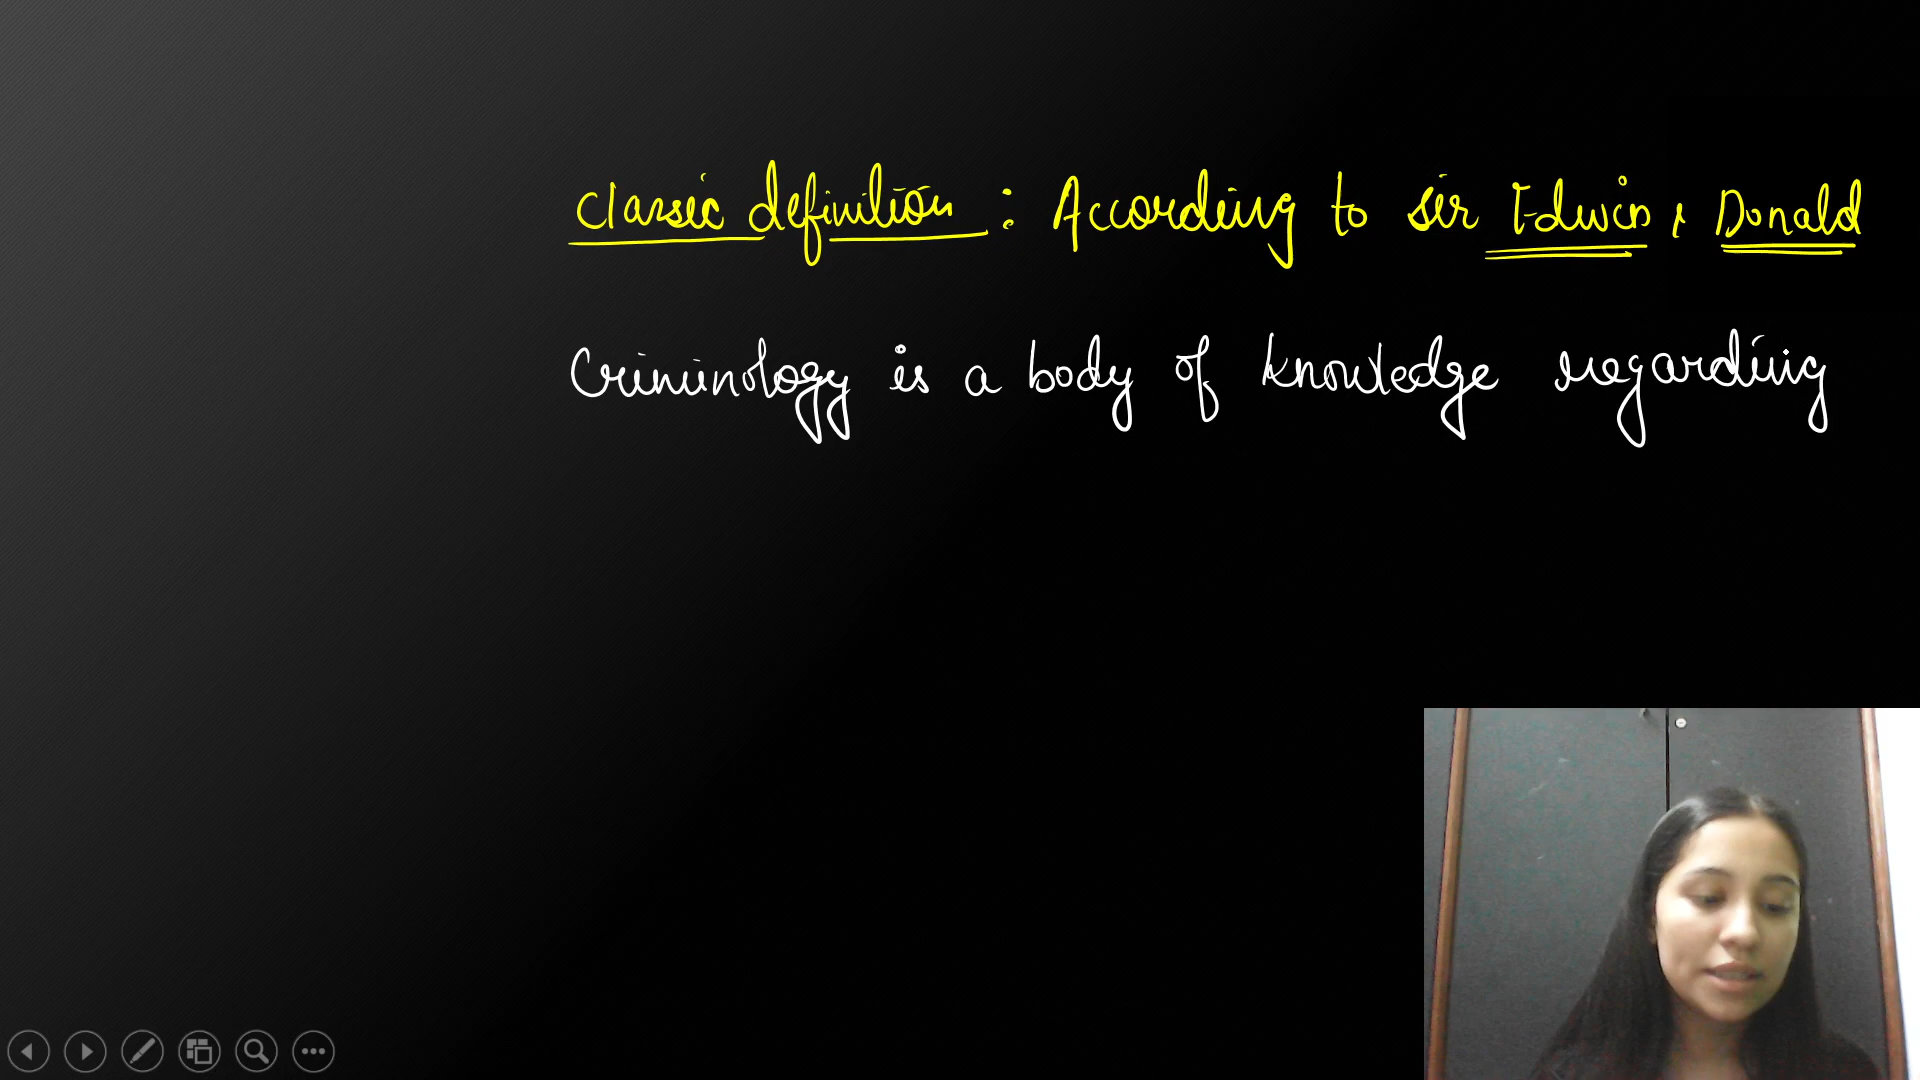 Classic definition : According to sir Edwin & Donald
Criminology is a body of knowledge regarding